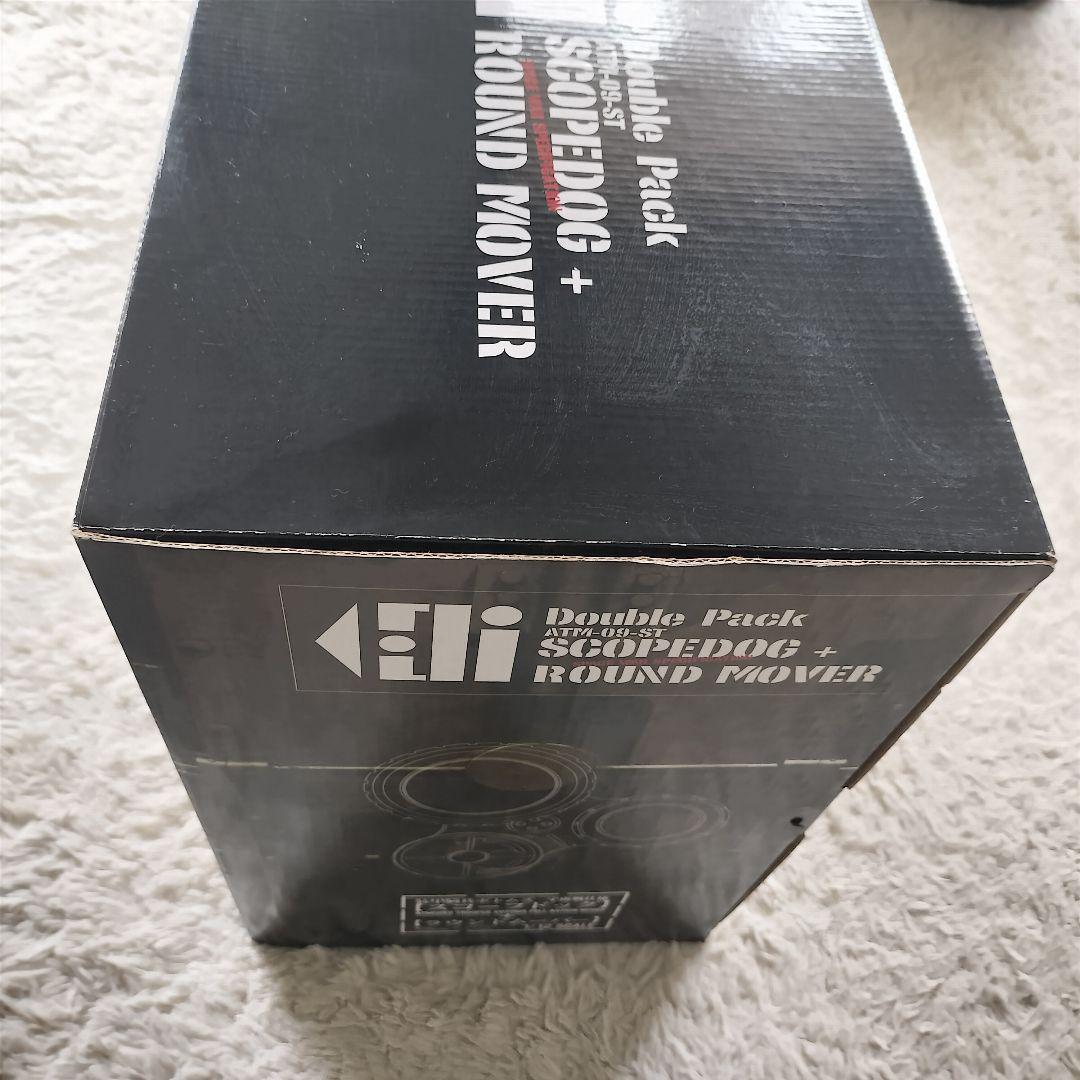 Double Pack
ATM-09-ST
SCOPEDOG +
ROUND MOVER
Double Pack
ATM-09-ST
SCOPEDOG +
ROUND MOVER